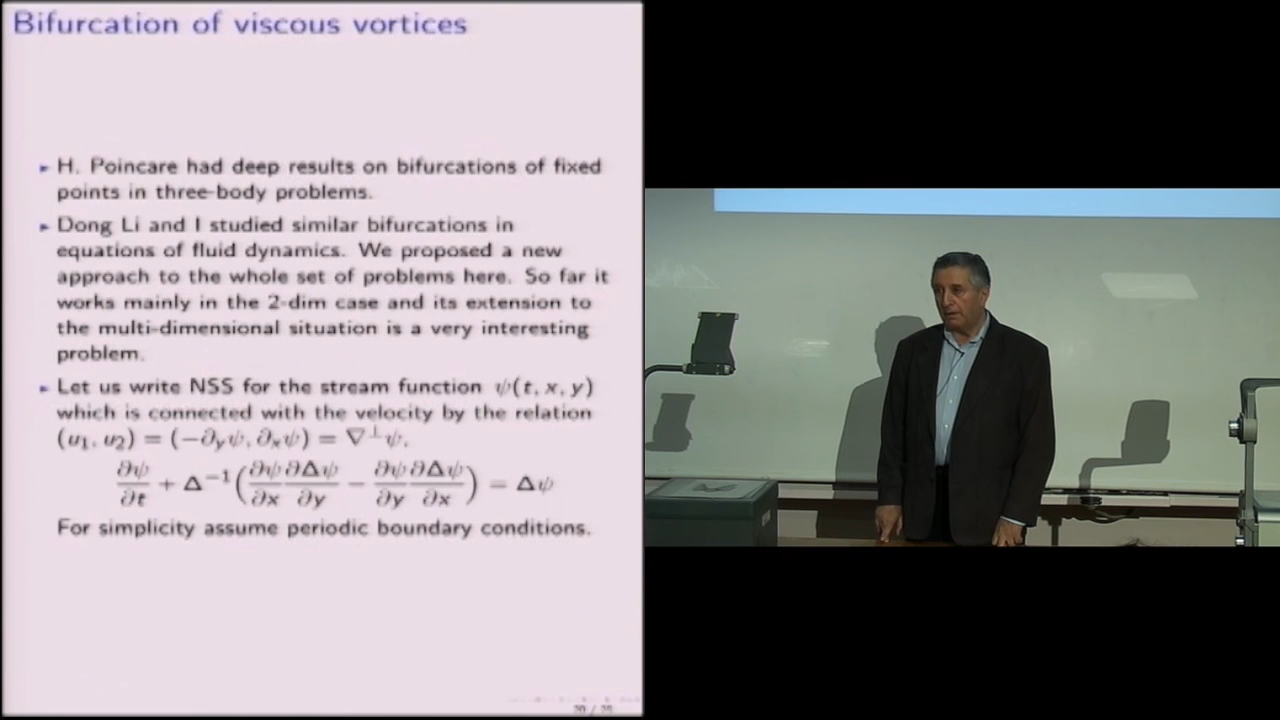 Bifurcation of viscous vortices
H. Poincare had deep results on bifurcations of fixed
points in three-body problems.
Dong Li and I studied similar bifurcations in
equations of fluid dynamics. We proposed a new
approach to the whole set of problems here. So far it
works mainly in the 2-dim case and its extension to
the multi-dimensional situation is a very interesting
problem.
Let us write NSS for the stream function ψ(t, x, y)
which is connected with the velocity by the relation
(u₁, u₂) = (−∂ᵧψ, ∂ₓψ) = ∇⊥ψ.
∂ψ/∂t + Δ⁻¹(∂ψ/∂x ∂Δψ/∂y − ∂ψ/∂y ∂Δψ/∂x) = Δψ
For simplicity assume periodic boundary conditions.